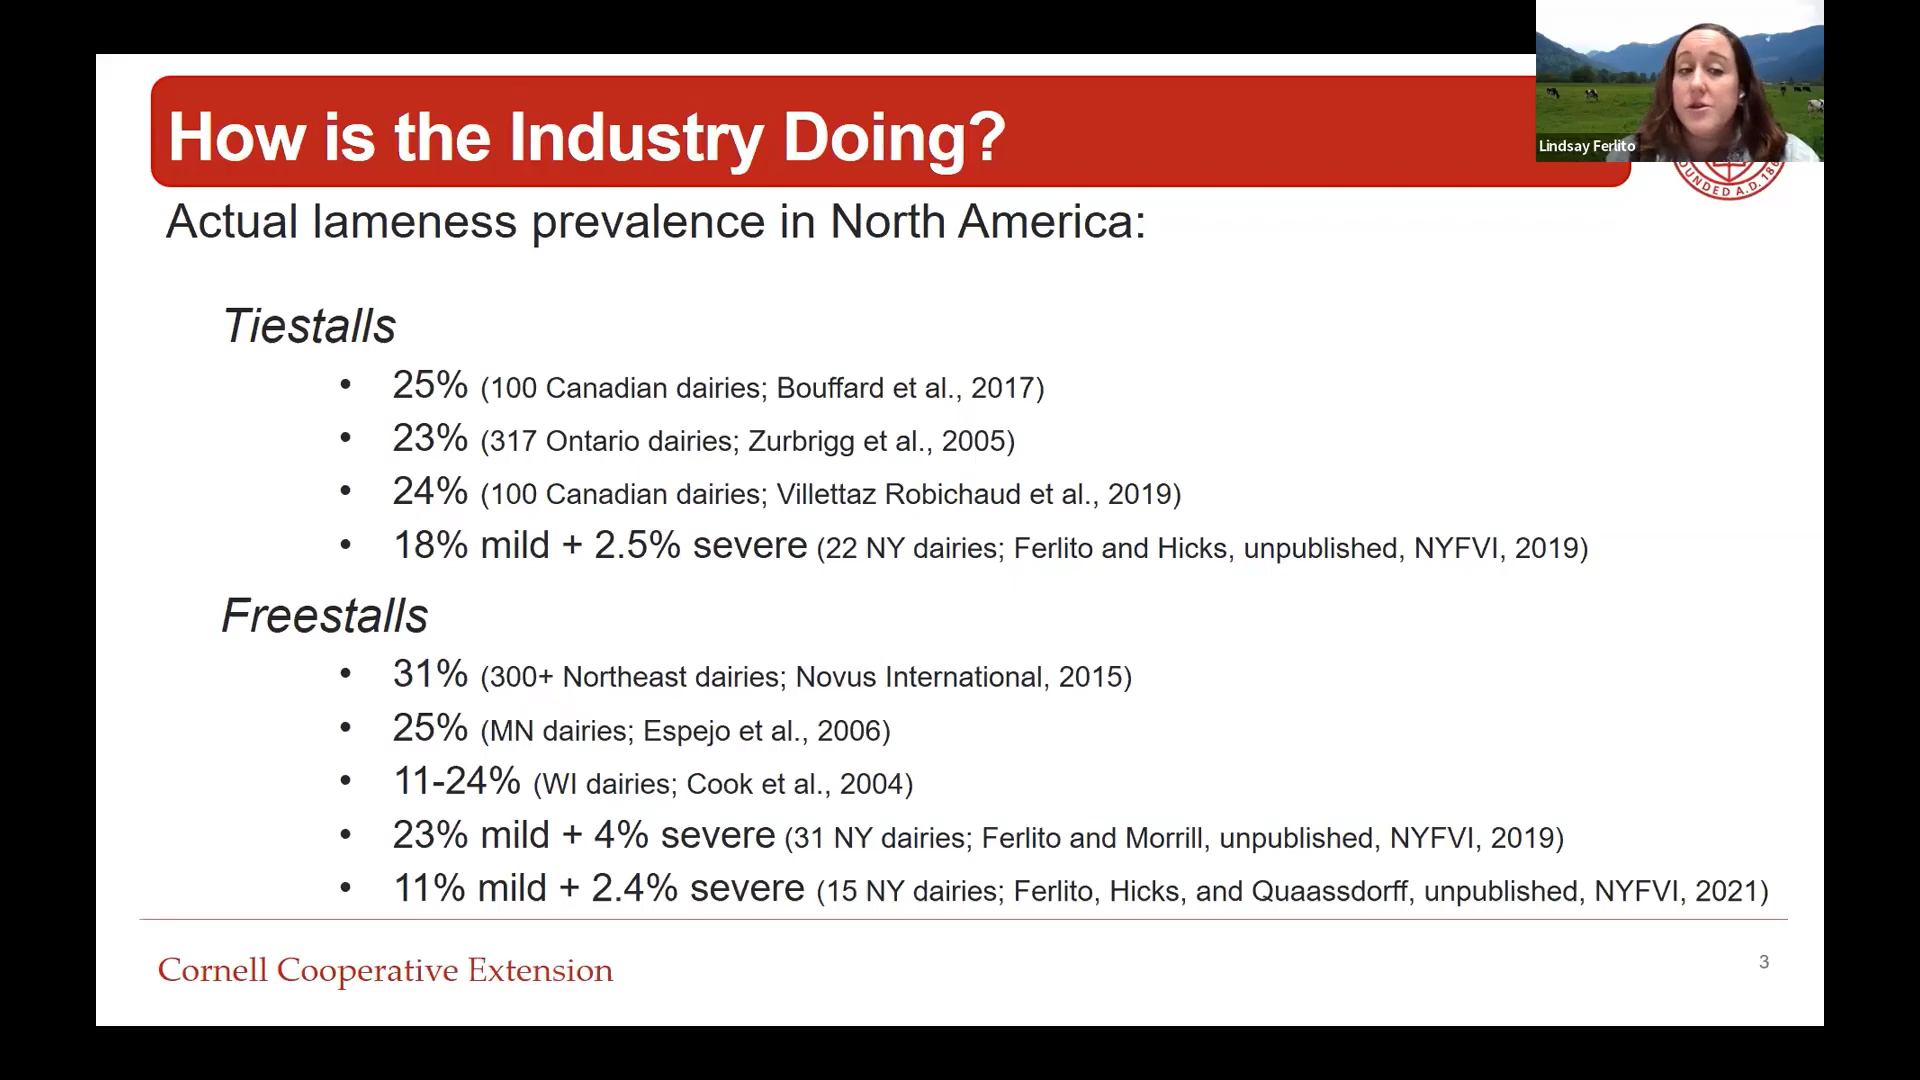 How is the Industry Doing?
Lindsay Ferlito
OUNDED A.D. 18
Actual lameness prevalence in North America:
Tiestalls
• 25% (100 Canadian dairies; Bouffard et al., 2017)
• 23% (317 Ontario dairies; Zurbrigg et al., 2005)
• 24% (100 Canadian dairies; Villettaz Robichaud et al., 2019)
• 18% mild + 2.5% severe (22 NY dairies; Ferlito and Hicks, unpublished, NYFVI, 2019)
Freestalls
• 31% (300+ Northeast dairies; Novus International, 2015)
• 25% (MN dairies; Espejo et al., 2006)
• 11-24% (WI dairies; Cook et al., 2004)
• 23% mild + 4% severe (31 NY dairies; Ferlito and Morrill, unpublished, NYFVI, 2019)
• 11% mild + 2.4% severe (15 NY dairies; Ferlito, Hicks, and Quaassdorff, unpublished, NYFVI, 2021)
Cornell Cooperative Extension
3